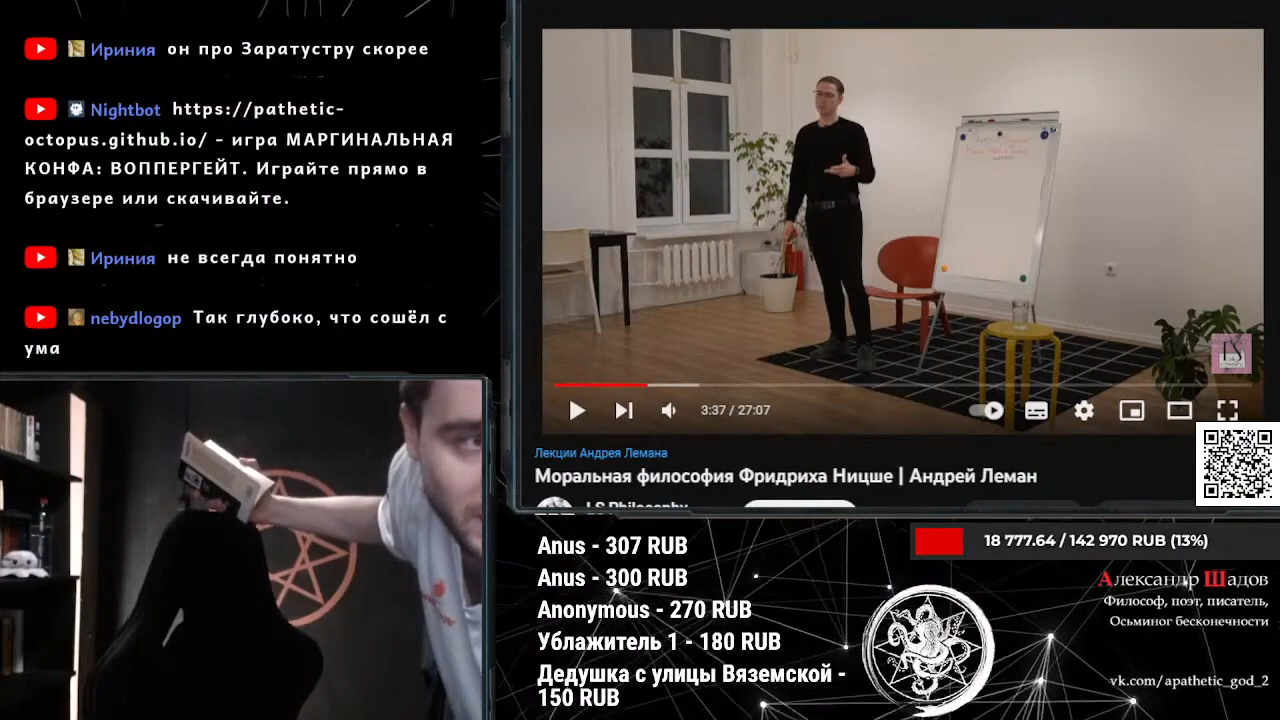 Ириния он про Заратустру скорее
Nightbot https://pathetic-
octopus.github.io/ - игра МАРГИНАЛЬНАЯ
КОНФА: ВОППЕРГЕЙТ. Играйте прямо в
браузере или скачивайте.
Ириния не всегда понятно
nebydlogop Так глубоко, что сошёл с
ума
3:37 / 27:07
Лекции Андрея Лемана
Моральная философия Фридриха Ницше | Андрей Леман
LS Philosophy
Anus - 307 RUB
Anus - 300 RUB
Anonymous - 270 RUB
Ублажитель 1 - 180 RUB
Дедушка с улицы Вяземской -
150 RUB
18 777.64 / 142 970 RUB (13%)
Александр Шадов
Философ, поэт, писатель,
Осьминог бесконечности
vk.com/apathetic_god_2